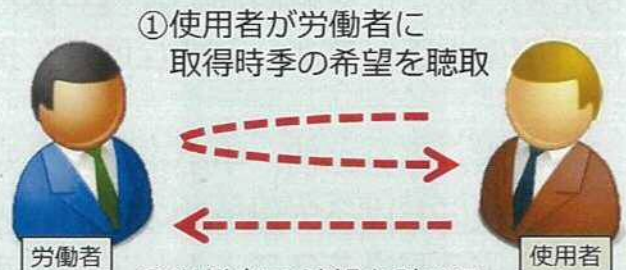 ①使用者が労働者に
取得時季の希望を聴取
労働者
使用者